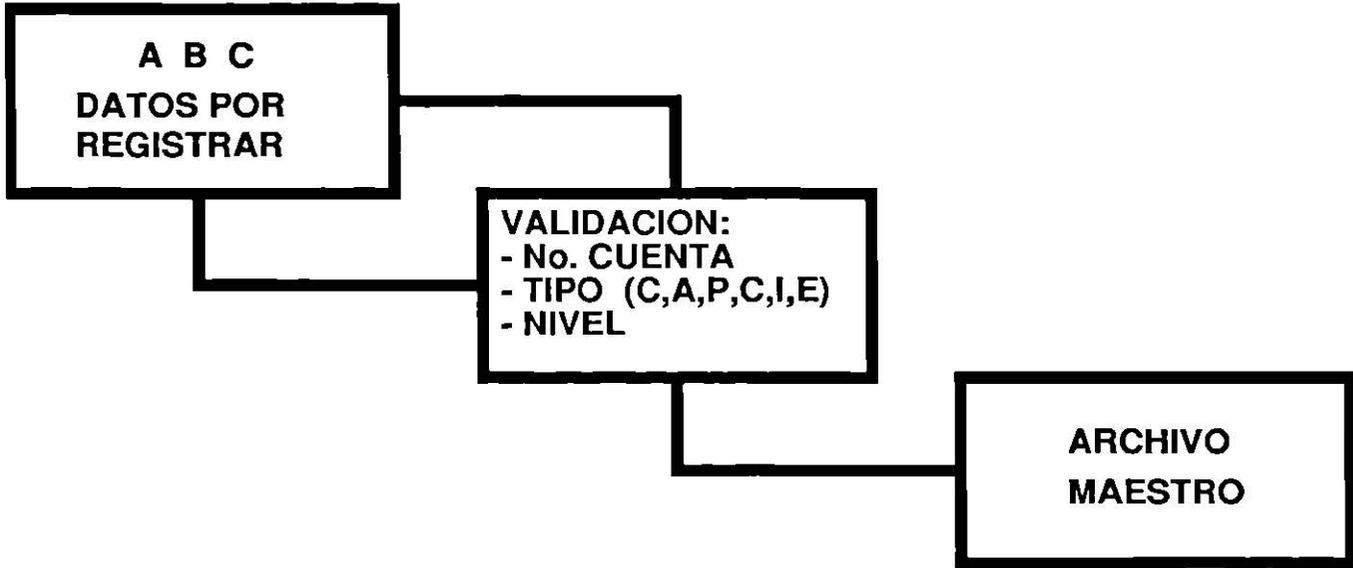 A B C
DATOS POR
REGISTRAR
VALIDACION:
- No. CUENTA
- TIPO (C,A,P,C,I,E)
- NIVEL
ARCHIVO
MAESTRO